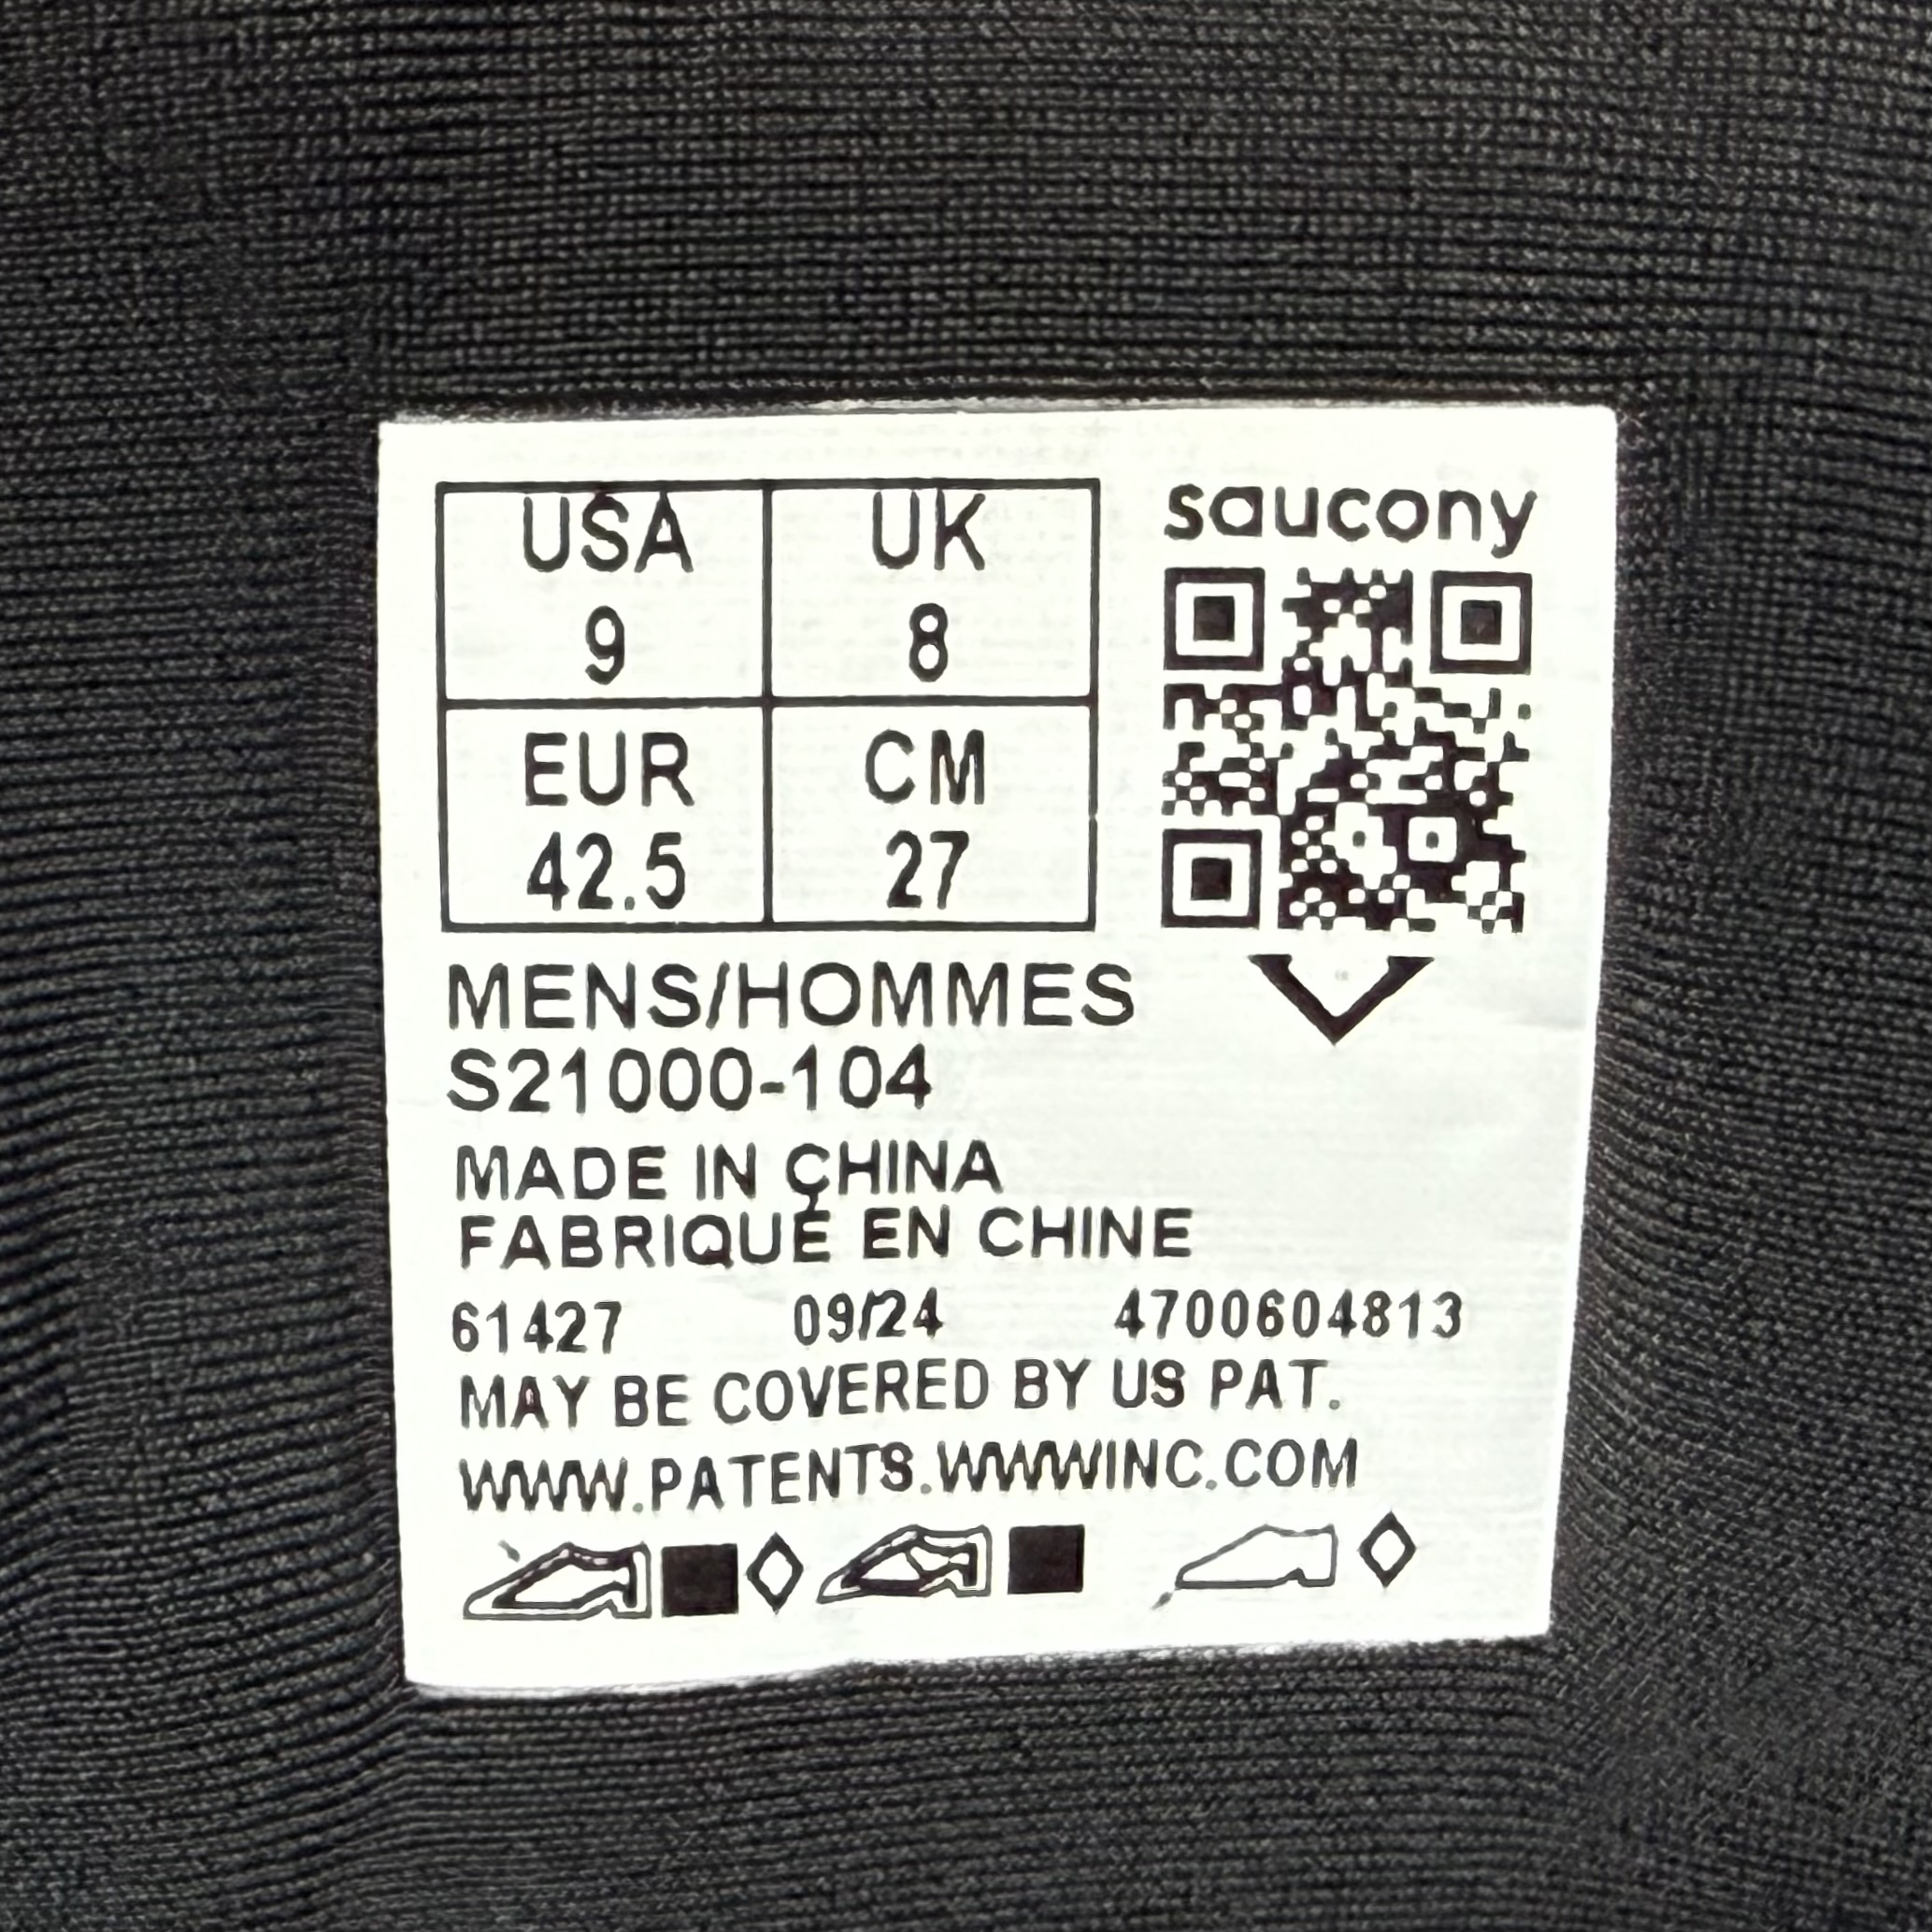 USA UK
9 8
EUR CM
42.5 27
saucony
MENS/HOMMES
S21000-104
MADE IN CHINA
FABRIQUÉ EN CHINE
61427 09/24 4700604813
MAY BE COVERED BY US PAT.
WWW.PATENTS.WWWINC.COM